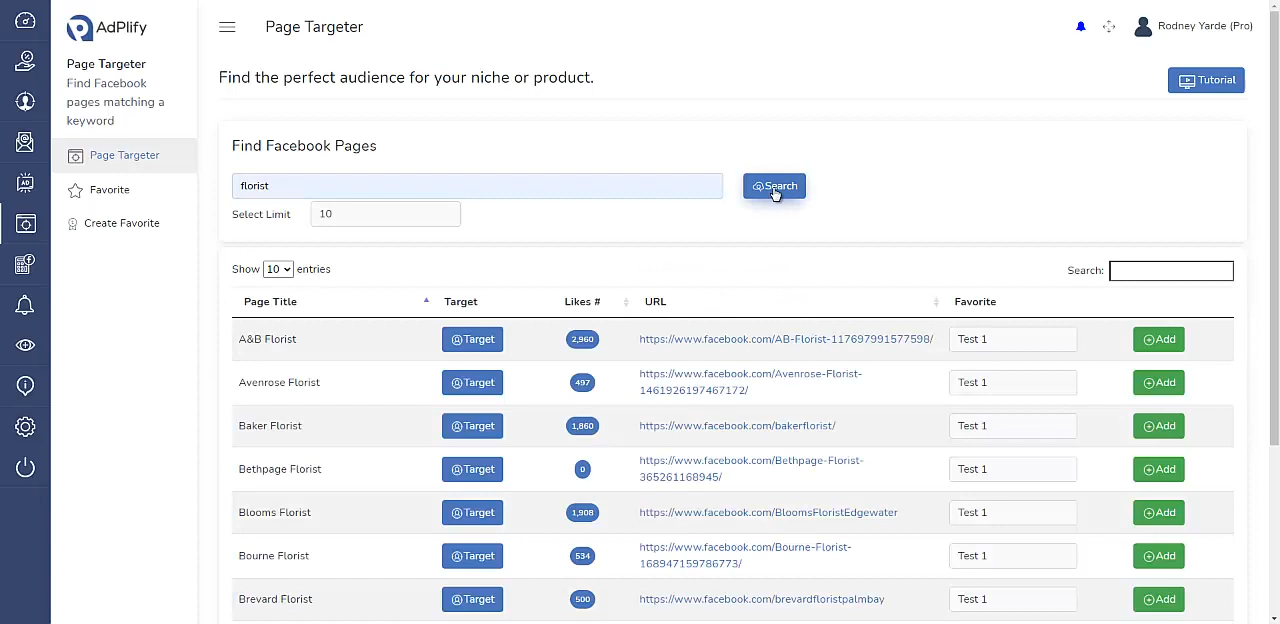 AdPlify
Page Targeter
Rodney Yarde (Pro)
Page Targeter
Find Facebook
pages matching a
keyword
Page Targeter
Favorite
Create Favorite
Find the perfect audience for your niche or product.
Tutorial
Find Facebook Pages
florist
Search
Select Limit 10
Show 10 entries
Search:
Page Title Target Likes # URL Favorite
A&B Florist Target 2,960 https://www.facebook.com/AB-Florist-117697991577598/ Test 1 Add
Avenrose Florist Target 497 https://www.facebook.com/Avenrose-Florist-
1461926197467172/ Test 1 Add
Baker Florist Target 1,860 https://www.facebook.com/bakerflorist/ Test 1 Add
Bethpage Florist Target 0 https://www.facebook.com/Bethpage-Florist-
365261168945/ Test 1 Add
Blooms Florist Target 1,908 https://www.facebook.com/BloomsFloristEdgewater Test 1 Add
Bourne Florist Target 534 https://www.facebook.com/Bourne-Florist-
168947159786773/ Test 1 Add
Brevard Florist Target 500 https://www.facebook.com/brevardfloristpalmbay Test 1 Add